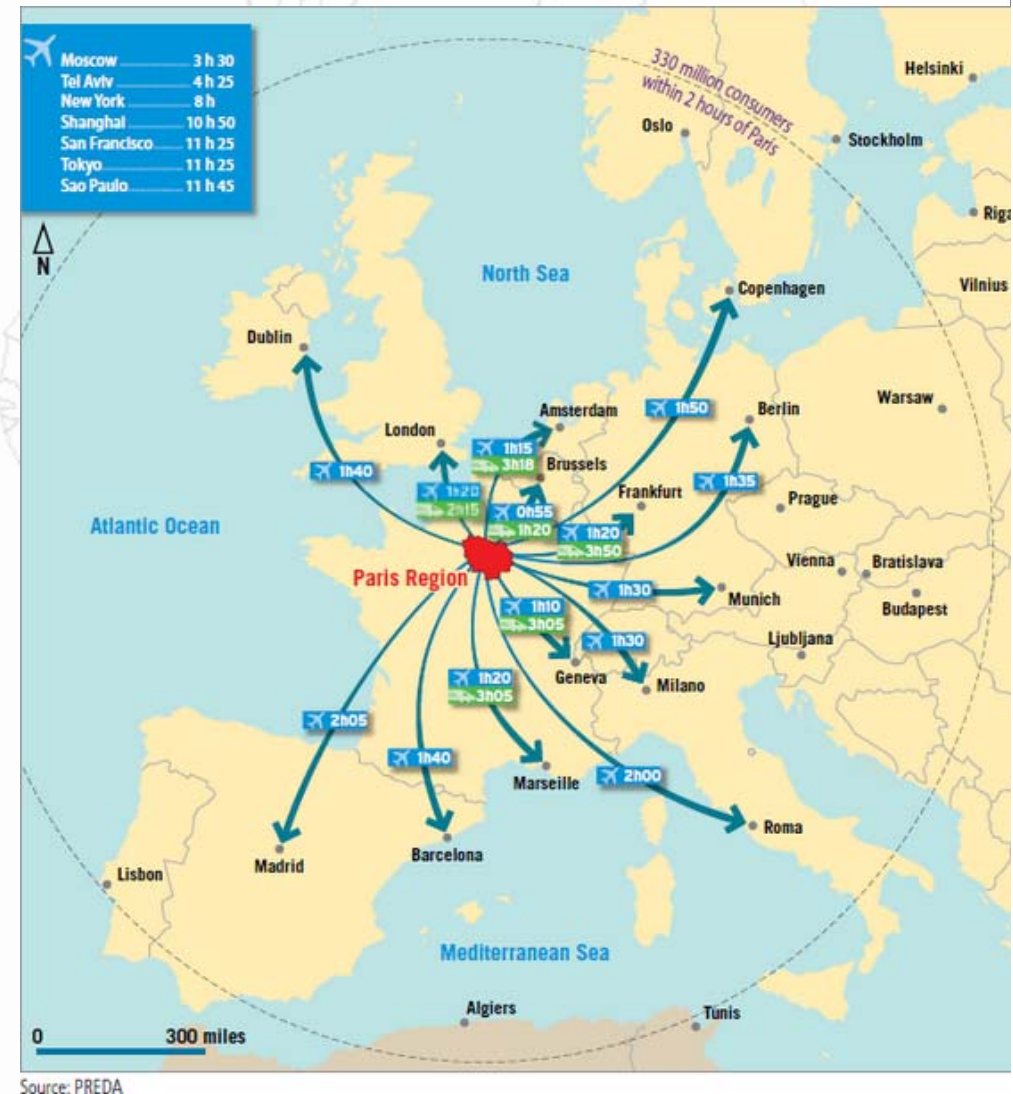 Moscow 3 h 30
Tel Aviv 4 h 25
New York 8 h
Shanghai 10 h 50
San Francisco 11 h 25
Tokyo 11 h 25
Sao Paulo 11 h 45
N
330 million consumers
within 2 hours of Paris
Helsinki
Oslo
Stockholm
Riga
North Sea
Copenhagen
Vilnius
Dublin
Amsterdam
1h50
Berlin
Warsaw
London
1h15
3h18
Brussels
1h40
Frankfurt
1h35
Prague
1h20
2h15
0h55
1h20
1h20
3h50
Atlantic Ocean
Paris Region
Vienna
Bratislava
1h30
Munich
Budapest
1h10
3h05
1h30
Ljubljana
Geneva
Milano
1h20
3h05
2h05
1h40
Marseille
2h00
Roma
Madrid
Barcelona
Lisbon
Mediterranean Sea
Algiers
Tunis
0 300 miles
Source: PREDA